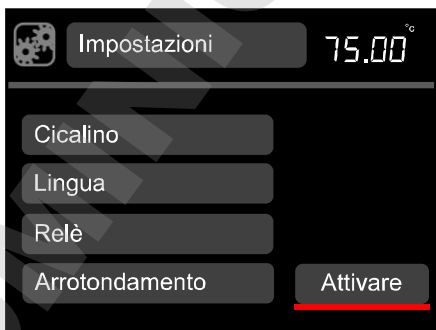 Impostazioni 75.00 °c
Cicalino
Lingua
Relè
Arrotondamento Attivare